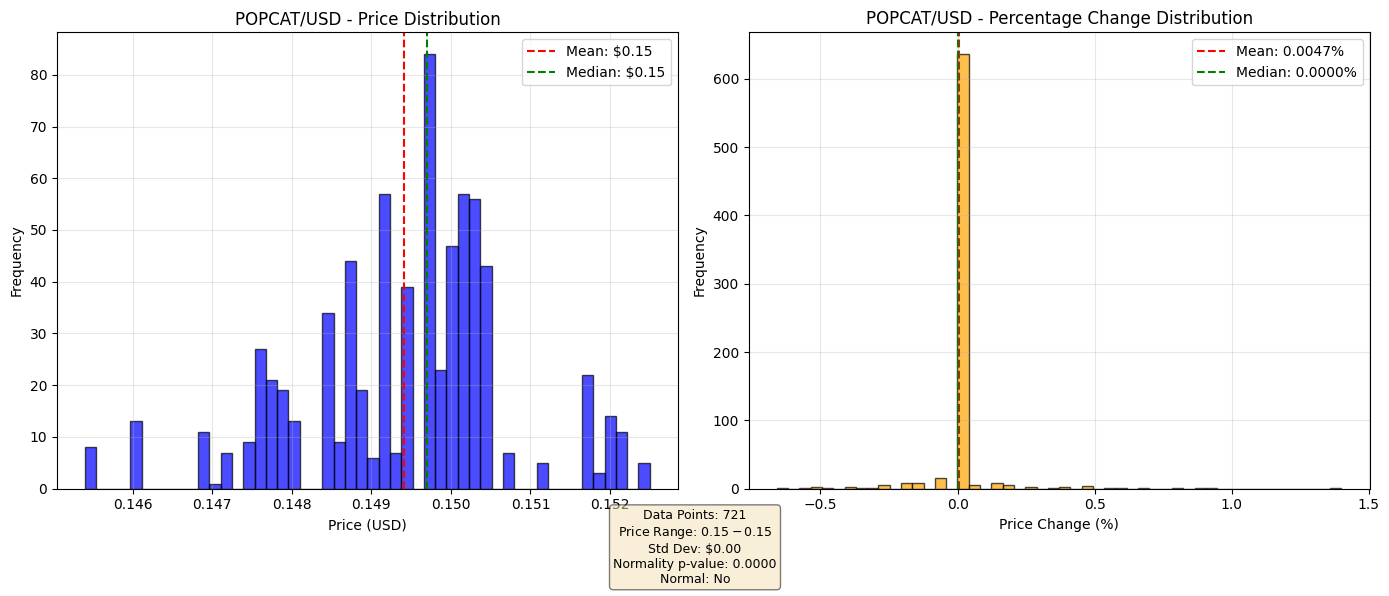 POPCAT/USD - Price Distribution
Mean: $0.15
Median: $0.15
Frequency
80
70
60
50
40
30
20
10
0
0.146 0.147 0.148 0.149 0.150 0.151 0.152
Price (USD)
POPCAT/USD - Percentage Change Distribution
Mean: 0.0047%
Median: 0.0000%
Frequency
600
500
400
300
200
100
0
−0.5 0.0 0.5 1.0 1.5
Price Change (%)
Data Points: 721
Price Range: 0.15 − 0.15
Std Dev: $0.00
Normality p-value: 0.0000
Normal: No